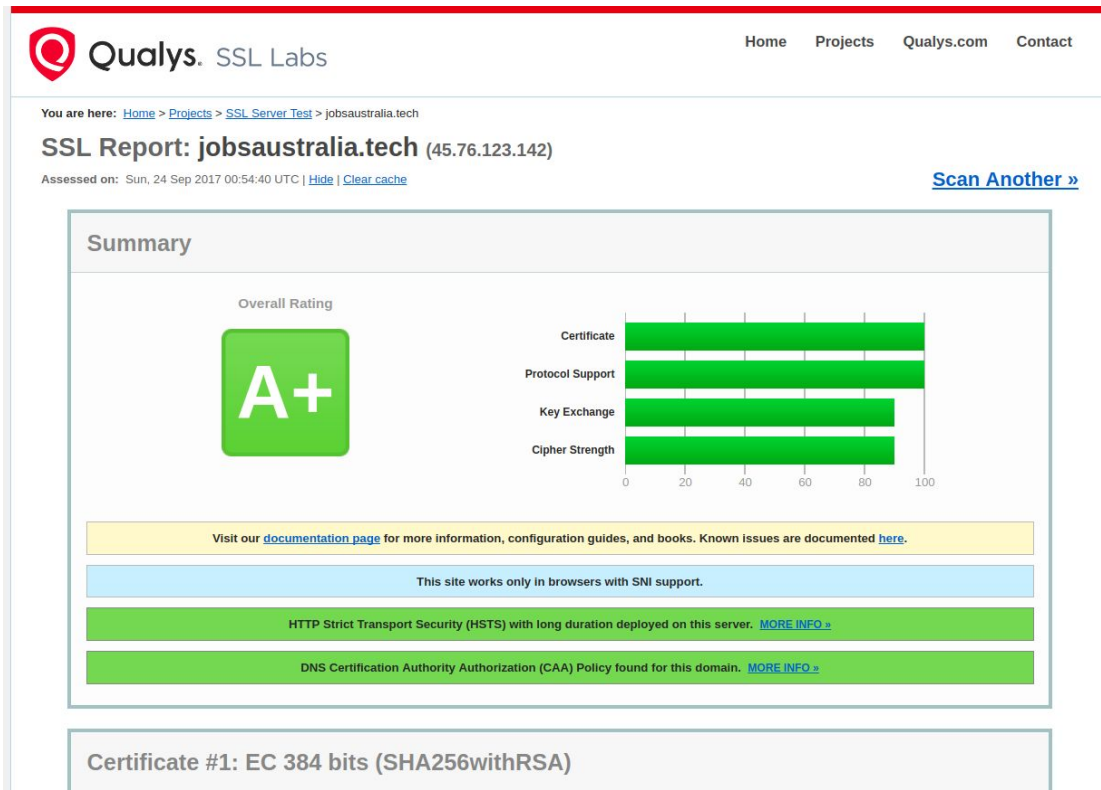 Qualys. SSL Labs
Home Projects Qualys.com Contact
You are here: Home > Projects > SSL Server Test > jobsaustralia.tech
SSL Report: jobsaustralia.tech (45.76.123.142)
Assessed on: Sun, 24 Sep 2017 00:54:40 UTC | Hide | Clear cache
Scan Another »
Summary
Overall Rating
A+
Certificate
Protocol Support
Key Exchange
Cipher Strength
0 20 40 60 80 100
Visit our documentation page for more information, configuration guides, and books. Known issues are documented here.
This site works only in browsers with SNI support.
HTTP Strict Transport Security (HSTS) with long duration deployed on this server. MORE INFO »
DNS Certification Authority Authorization (CAA) Policy found for this domain. MORE INFO »
Certificate #1: EC 384 bits (SHA256withRSA)